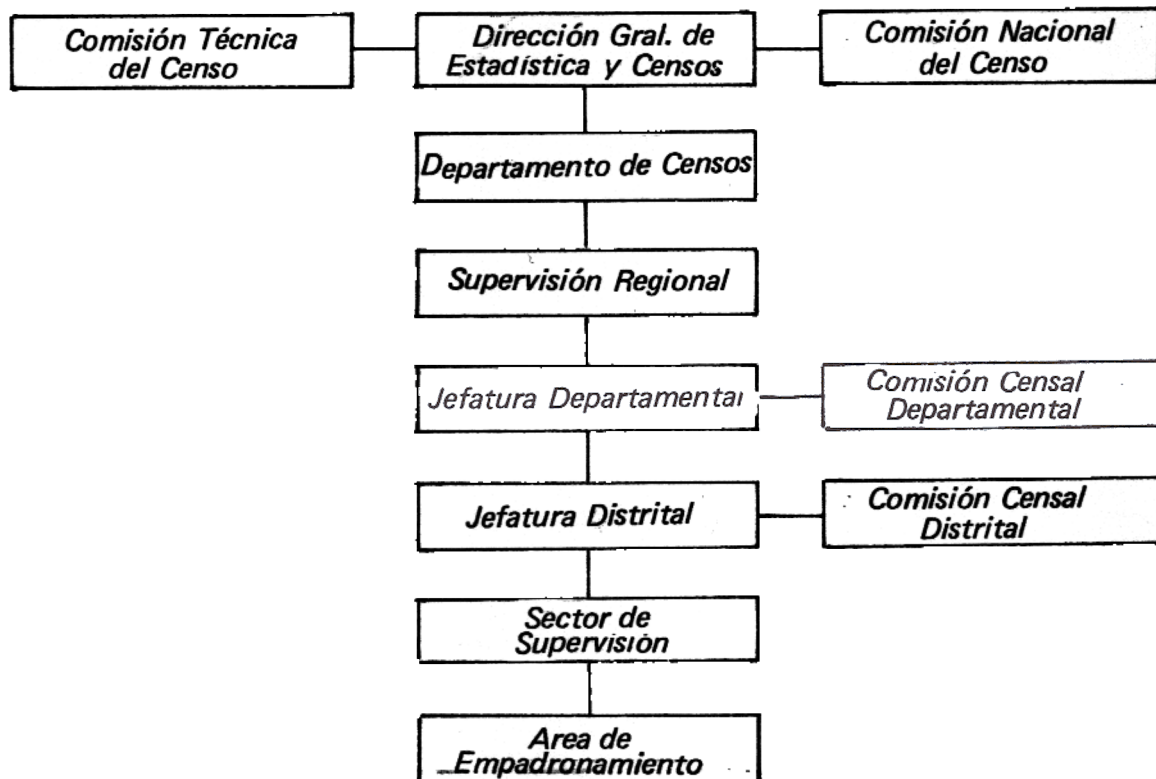 Comisión Técnica
del Censo
Dirección Gral. de
Estadística y Censos
Comisión Nacional
del Censo
Departamento de Censos
Supervisión Regional
Jefatura Departamental
Comisión Censal
Departamental
Jefatura Distrital
Comisión Censal
Distrital
Sector de
Supervisión
Area de
Empadronamiento